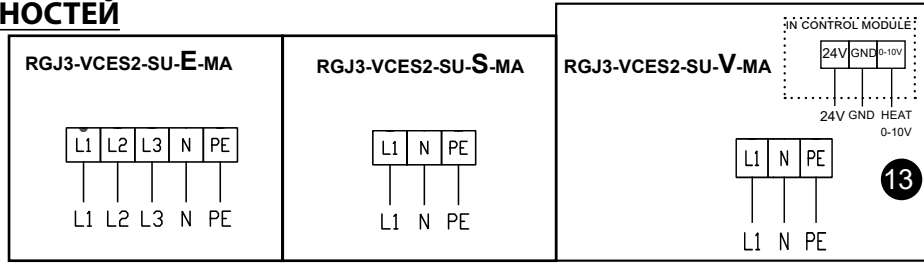 НОСТЕЙ
RGJ3-VCES2-SU-E-MA
L1 L2 L3 N PE
L1 L2 L3 N PE
RGJ3-VCES2-SU-S-MA
L1 N PE
L1 N PE
RGJ3-VCES2-SU-V-MA
IN CONTROL MODULE:
24V GND 0-10V
24V GND HEAT
0-10V
L1 N PE
L1 N PE
13